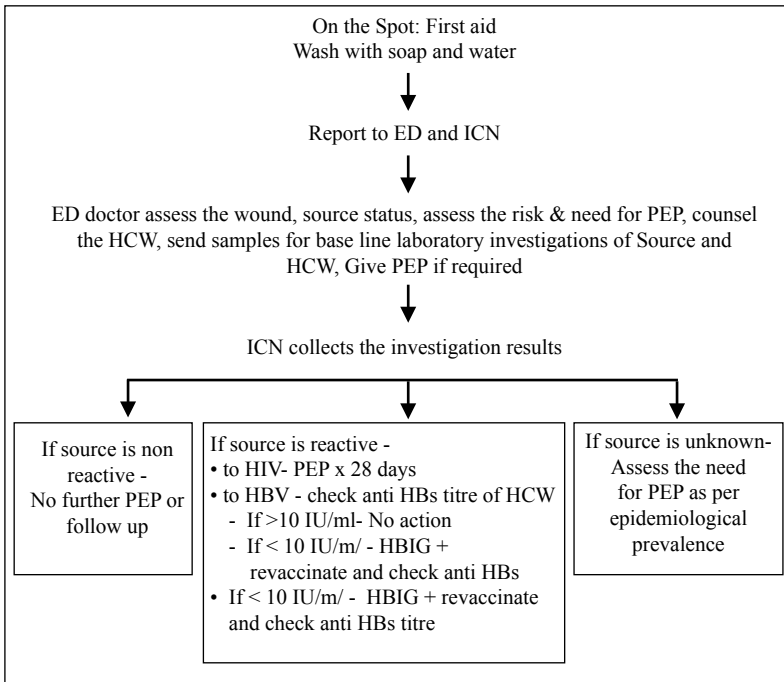 On the Spot: First aid
Wash with soap and water
Report to ED and ICN
ED doctor assess the wound, source status, assess the risk & need for PEP, counsel
the HCW, send samples for base line laboratory investigations of Source and
HCW, Give PEP if required
ICN collects the investigation results
If source is non
reactive -
No further PEP or
follow up
If source is reactive -
• to HIV- PEP x 28 days
• to HBV - check anti HBs titre of HCW
- If >10 IU/ml- No action
- If < 10 IU/m/ - HBIG +
revaccinate and check anti HBs
• If < 10 IU/m/ - HBIG + revaccinate
and check anti HBs titre
If source is unknown-
Assess the need
for PEP as per
epidemiological
prevalence